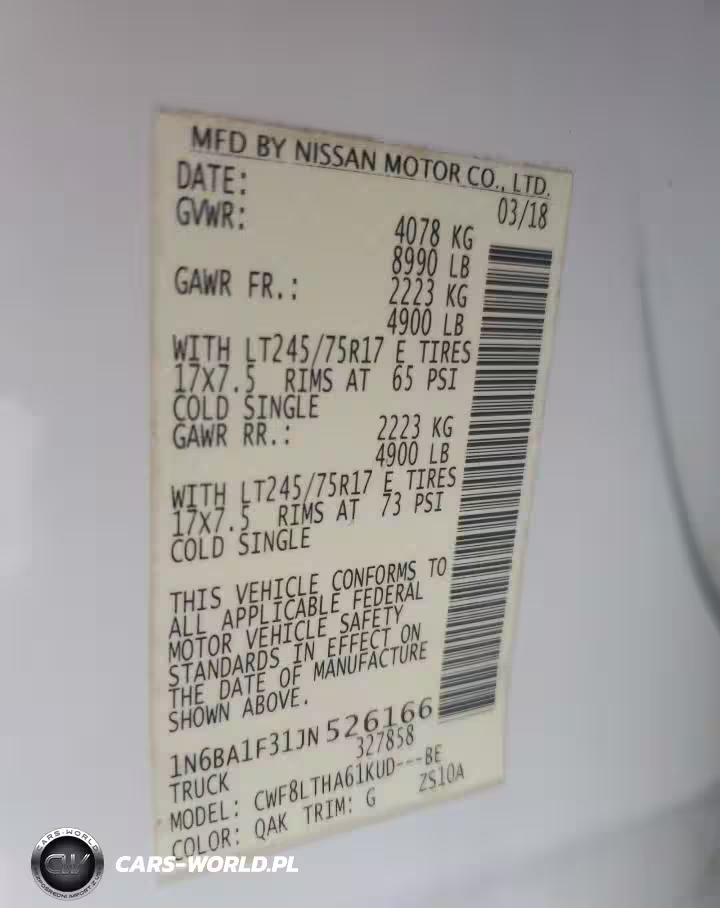 MFD BY NISSAN MOTOR CO., LTD.
DATE: 03/18
GVWR: 4078 KG
8990 LB
GAWR FR.: 2223 KG
4900 LB
WITH LT245/75R17 E TIRES
17X7.5 RIMS AT 65 PSI
COLD SINGLE
GAWR RR.: 2223 KG
4900 LB
WITH LT245/75R17 E TIRES
17X7.5 RIMS AT 73 PSI
COLD SINGLE
THIS VEHICLE CONFORMS TO
ALL APPLICABLE FEDERAL
MOTOR VEHICLE SAFETY
STANDARDS IN EFFECT ON
THE DATE OF MANUFACTURE
SHOWN ABOVE.
1N6BA1F31JN526166
TRUCK 327858
MODEL: CWF8LTHA61KUD---BE
COLOR: QAK TRIM: G ZS10A
CARS-WORLD
CW
CARS-WORLD.PL